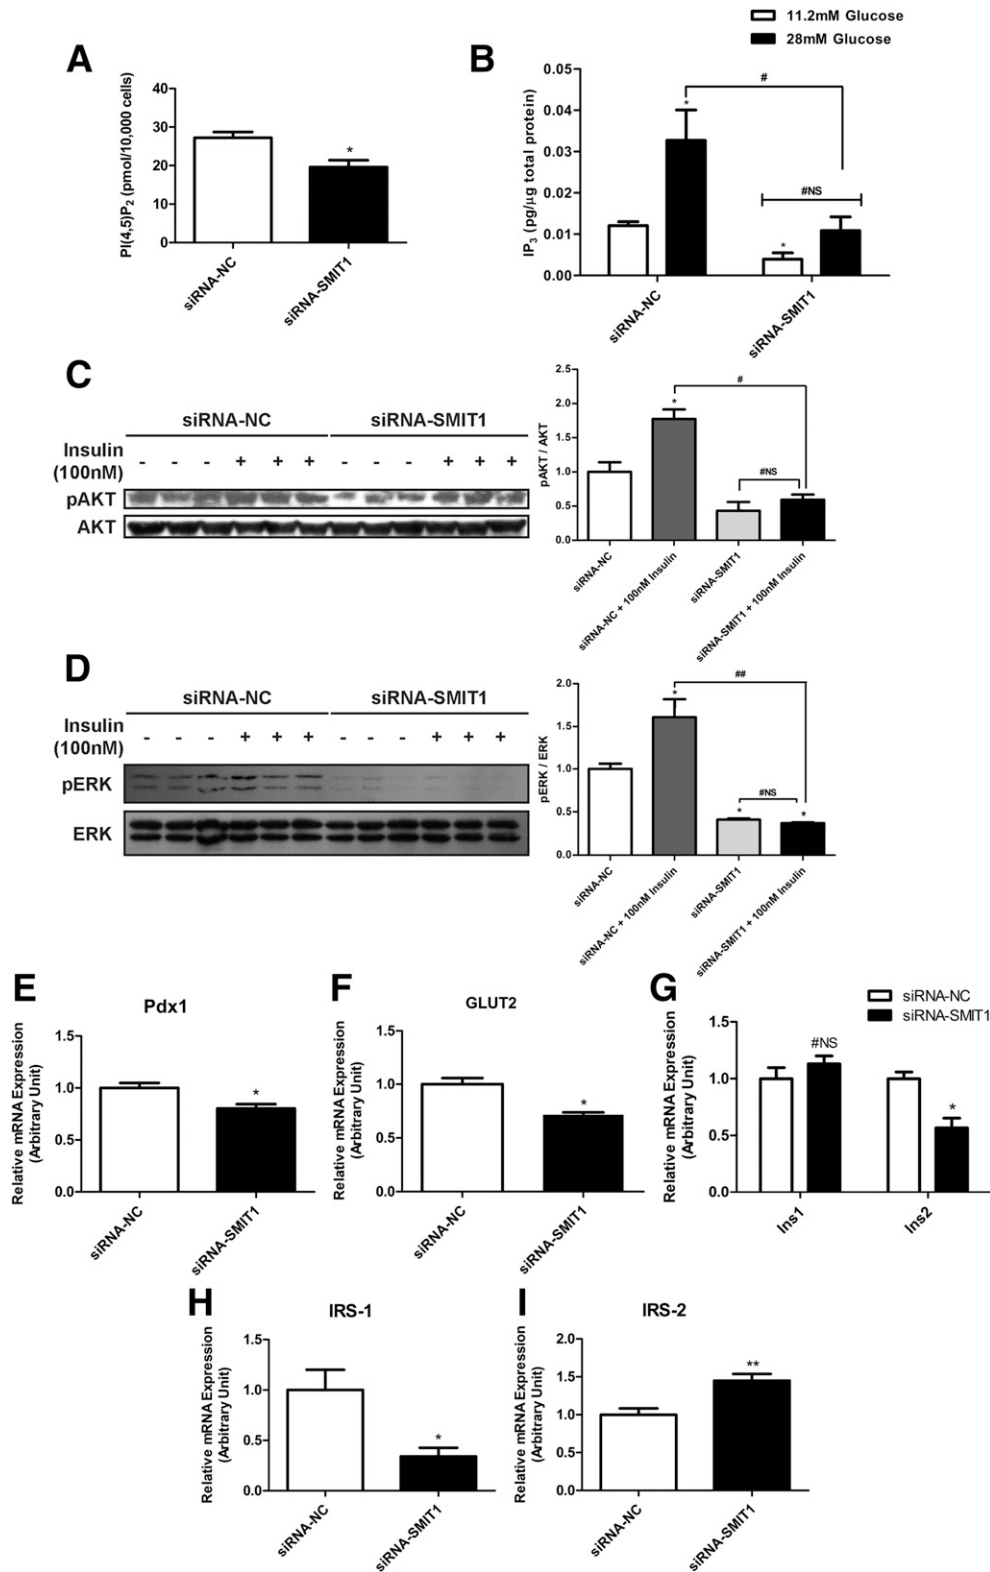 11.2mM Glucose
28mM Glucose
A
PI(4,5)P2 (pmol/10,000 cells)
40
30
20
10
0
*
siRNA-NC
siRNA-SMIT1
B
IP3 (pg/μg total protein)
0.05
0.04
0.03
0.02
0.01
0.00
*
#
#NS
*
siRNA-NC
siRNA-SMIT1
C
siRNA-NC siRNA-SMIT1
Insulin
(100nM)
- - - + + + - - - + + +
pAKT
AKT
pAKT / AKT
2.5
2.0
1.5
1.0
0.5
0.0
#
*
#NS
siRNA-NC
siRNA-NC + 100nM Insulin
siRNA-SMIT1
siRNA-SMIT1 + 100nM Insulin
D
siRNA-NC siRNA-SMIT1
Insulin
(100nM)
- - - + + + - - - + + +
pERK
ERK
pERK / ERK
2.0
1.5
1.0
0.5
0.0
##
*
#NS
* *
siRNA-NC
siRNA-NC + 100nM Insulin
siRNA-SMIT1
siRNA-SMIT1 + 100nM Insulin
E
Pdx1
Relative mRNA Expression
(Arbitrary Unit)
1.5
1.0
0.5
0.0
*
siRNA-NC
siRNA-SMIT1
F
GLUT2
Relative mRNA Expression
(Arbitrary Unit)
1.5
1.0
0.5
0.0
*
siRNA-NC
siRNA-SMIT1
G
siRNA-NC
siRNA-SMIT1
Relative mRNA Expression
(Arbitrary Unit)
1.5
1.0
0.5
0.0
#NS
*
Ins1
Ins2
H
IRS-1
Relative mRNA Expression
(Arbitrary Unit)
1.5
1.0
0.5
0.0
*
siRNA-NC
siRNA-SMIT1
I
IRS-2
Relative mRNA Expression
(Arbitrary Unit)
2.0
1.5
1.0
0.5
0.0
**
siRNA-NC
siRNA-SMIT1